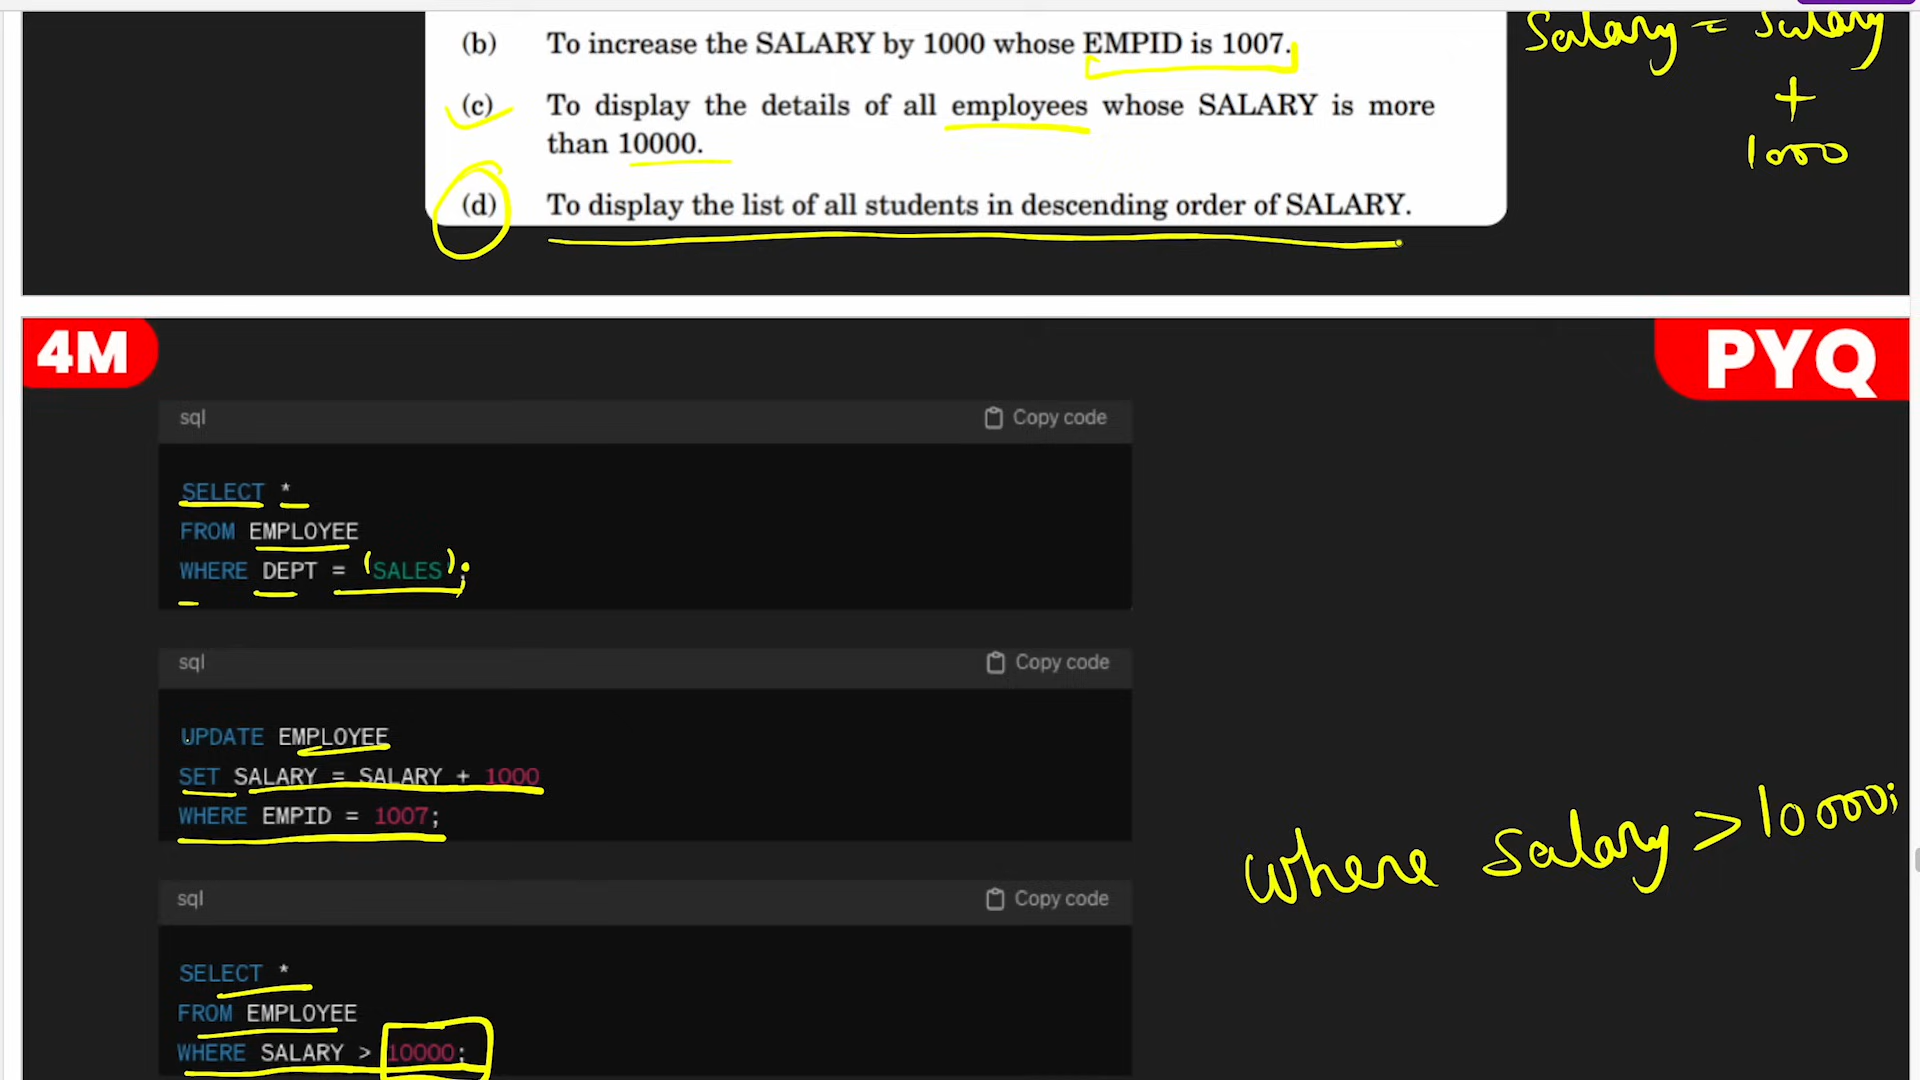 (b) To increase the SALARY by 1000 whose EMPID is 1007.
Salary = Salary
+
1000
(c) To display the details of all employees whose SALARY is more
than 10000.
(d) To display the list of all students in descending order of SALARY.
4M
PYQ
sql Copy code
SELECT *
FROM EMPLOYEE
WHERE DEPT = 'SALES';
sql Copy code
UPDATE EMPLOYEE
SET SALARY = SALARY + 1000
WHERE EMPID = 1007;
where Salary > 10000;
sql Copy code
SELECT *
FROM EMPLOYEE
WHERE SALARY > 10000;